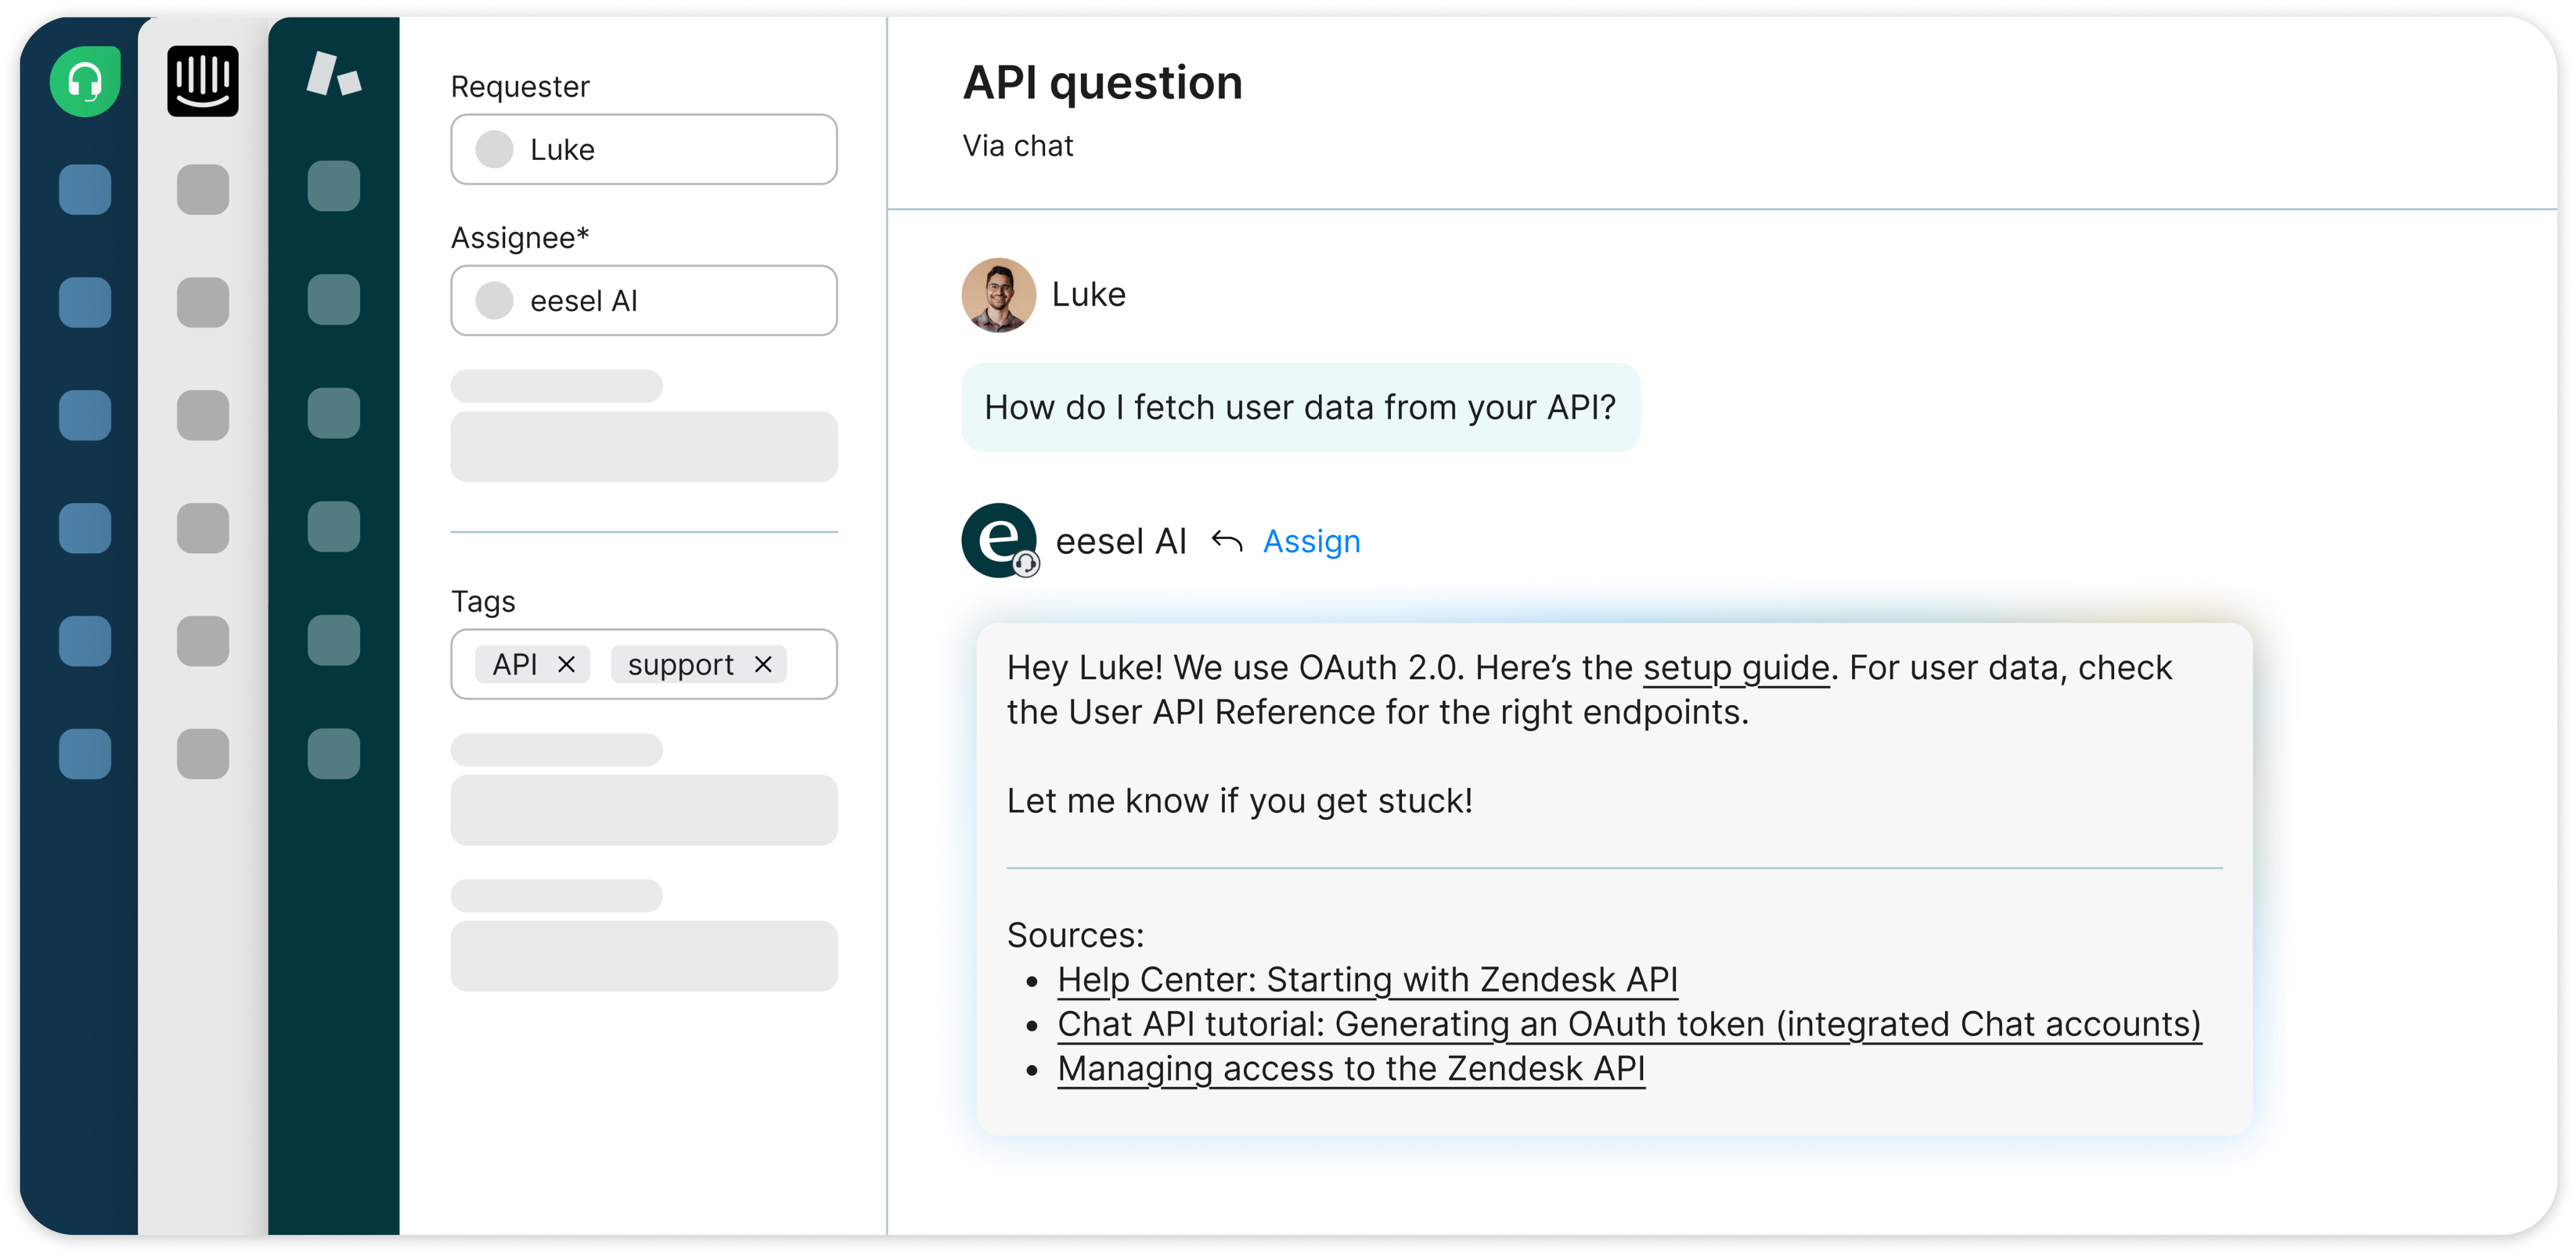 Requester
Luke
Assignee*
eesel AI
Tags
API
support
API question
Via chat
Luke
How do I fetch user data from your API?
e
eesel AI
Assign
Hey Luke! We use OAuth 2.0. Here’s the setup guide. For user data, check
the User API Reference for the right endpoints.
Let me know if you get stuck!
Sources:
• Help Center: Starting with Zendesk API
• Chat API tutorial: Generating an OAuth token (integrated Chat accounts)
• Managing access to the Zendesk API